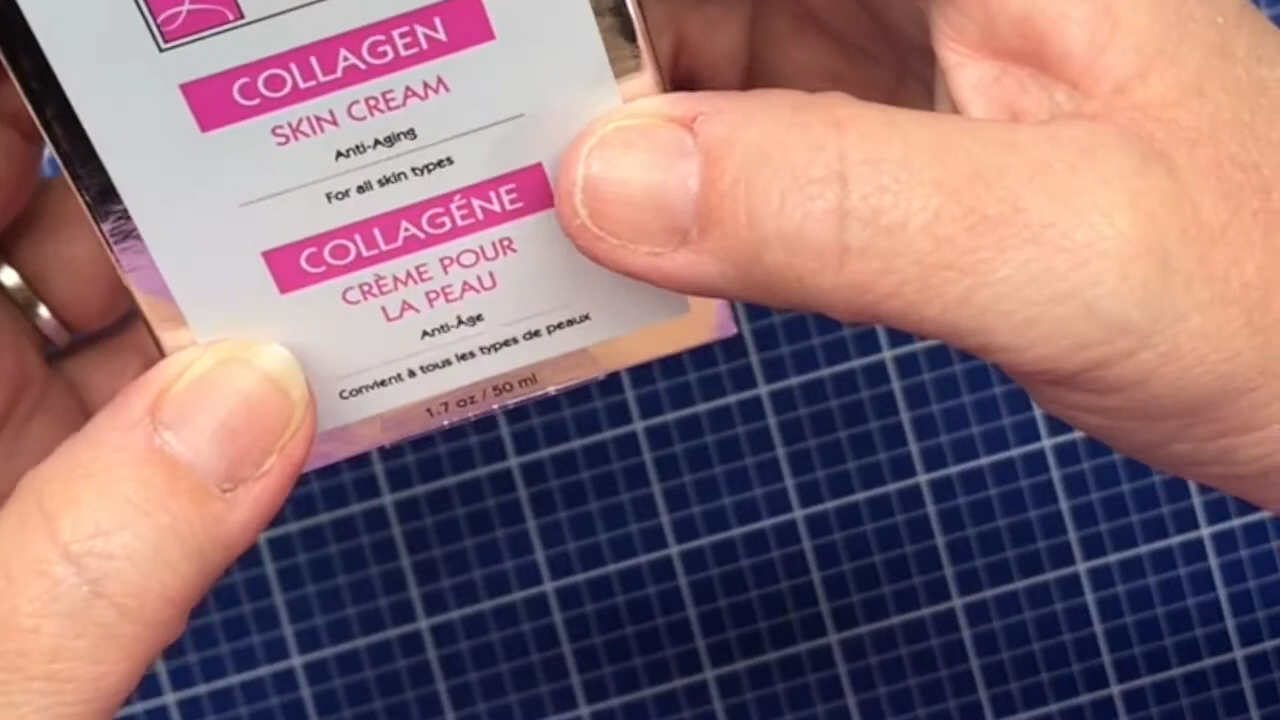 COLLAGEN
SKIN CREAM
Anti-Aging
For all skin types
COLLAGÉNE
CRÈME POUR
LA PEAU
Anti-Âge
Convient à tous les types de peaux
1.7 oz / 50 ml